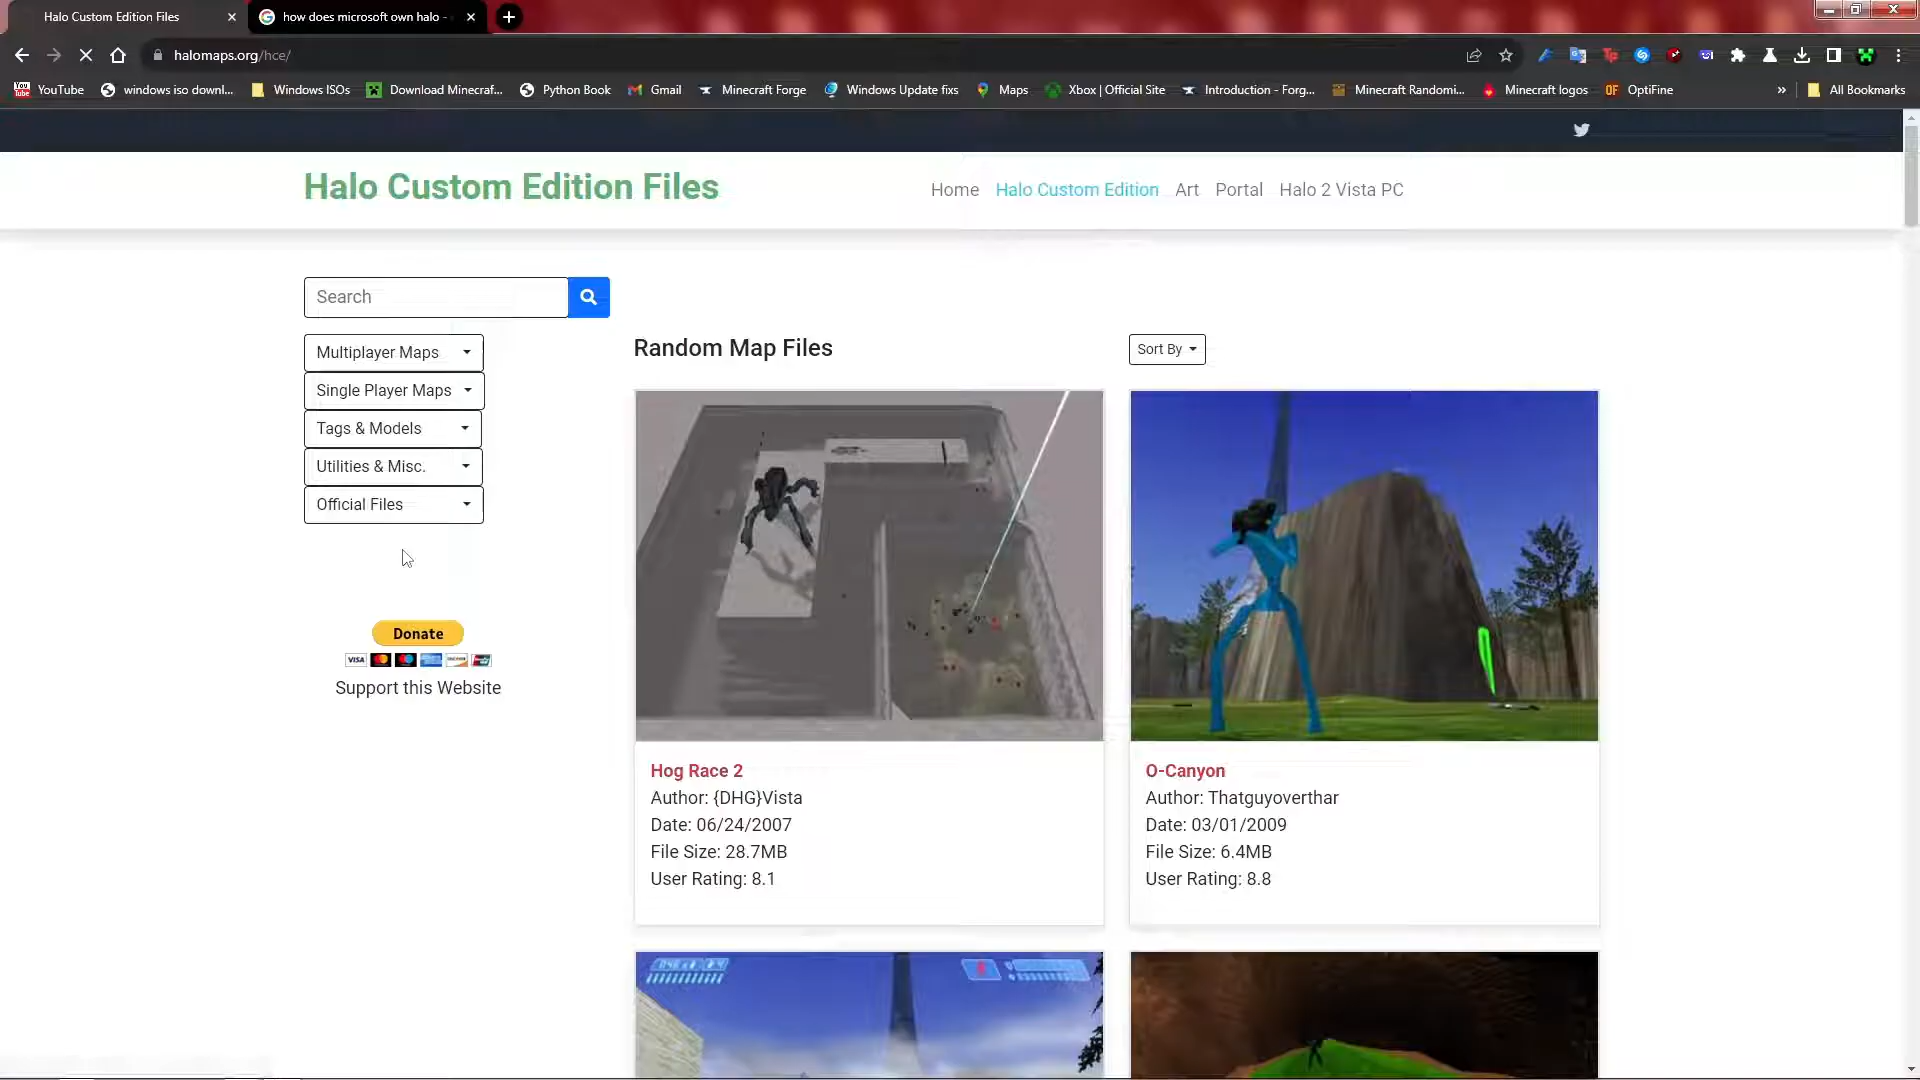 Halo Custom Edition Files
how does microsoft own halo -
halomaps.org/hce/
YouTube
windows iso downl...
Windows ISOs
Download Minecraf...
Python Book
Gmail
Minecraft Forge
Windows Update fixs
Maps
Xbox | Official Site
Introduction - Forg...
Minecraft Randomi...
Minecraft logos
OF OptiFine
»
All Bookmarks
Halo Custom Edition Files
Home Halo Custom Edition Art Portal Halo 2 Vista PC
Search
Multiplayer Maps
Single Player Maps
Tags & Models
Utilities & Misc.
Official Files
Donate
VISA
Support this Website
Random Map Files
Sort By
Hog Race 2
Author: {DHG}Vista
Date: 06/24/2007
File Size: 28.7MB
User Rating: 8.1
O-Canyon
Author: Thatguyoverthar
Date: 03/01/2009
File Size: 6.4MB
User Rating: 8.8